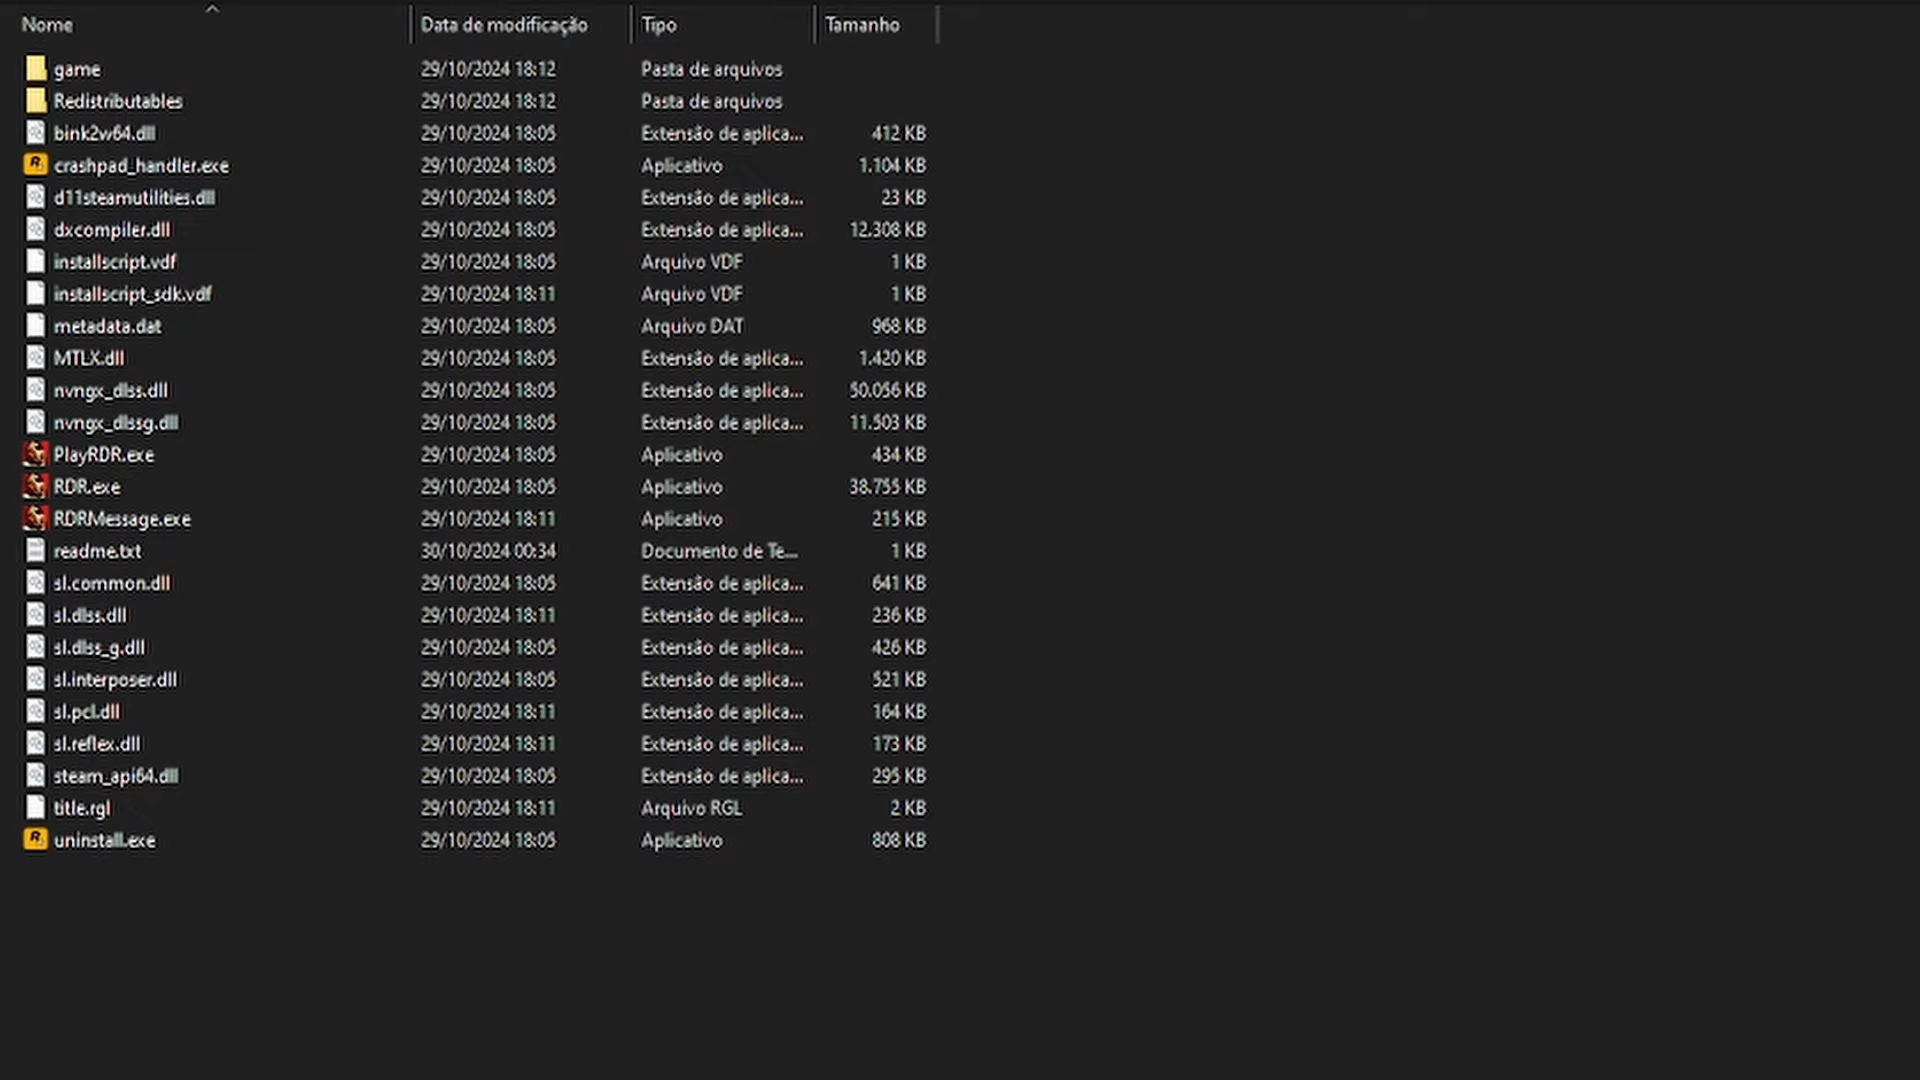 Nome Data de modificação Tipo Tamanho
game 29/10/2024 18:12 Pasta de arquivos
Redistributables 29/10/2024 18:12 Pasta de arquivos
bink2w64.dll 29/10/2024 18:05 Extensão de aplica... 412 KB
crashpad_handler.exe 29/10/2024 18:05 Aplicativo 1.104 KB
d11steamutilities.dll 29/10/2024 18:05 Extensão de aplica... 23 KB
dxcompiler.dll 29/10/2024 18:05 Extensão de aplica... 12.308 KB
installscript.vdf 29/10/2024 18:05 Arquivo VDF 1 KB
installscript_sdk.vdf 29/10/2024 18:11 Arquivo VDF 1 KB
metadata.dat 29/10/2024 18:05 Arquivo DAT 968 KB
MTLX.dll 29/10/2024 18:05 Extensão de aplica... 1.420 KB
nvngx_dlss.dll 29/10/2024 18:05 Extensão de aplica... 50.056 KB
nvngx_dlssg.dll 29/10/2024 18:05 Extensão de aplica... 11.503 KB
PlayRDR.exe 29/10/2024 18:05 Aplicativo 434 KB
RDR.exe 29/10/2024 18:05 Aplicativo 38.755 KB
RDRMessage.exe 29/10/2024 18:11 Aplicativo 215 KB
readme.txt 30/10/2024 00:34 Documento de Te... 1 KB
sl.common.dll 29/10/2024 18:05 Extensão de aplica... 641 KB
sl.dlss.dll 29/10/2024 18:11 Extensão de aplica... 236 KB
sl.dlss_g.dll 29/10/2024 18:05 Extensão de aplica... 426 KB
sl.interposer.dll 29/10/2024 18:05 Extensão de aplica... 521 KB
sl.pcl.dll 29/10/2024 18:11 Extensão de aplica... 164 KB
sl.reflex.dll 29/10/2024 18:11 Extensão de aplica... 173 KB
steam_api64.dll 29/10/2024 18:05 Extensão de aplica... 295 KB
title.rgl 29/10/2024 18:11 Arquivo RGL 2 KB
uninstall.exe 29/10/2024 18:05 Aplicativo 808 KB